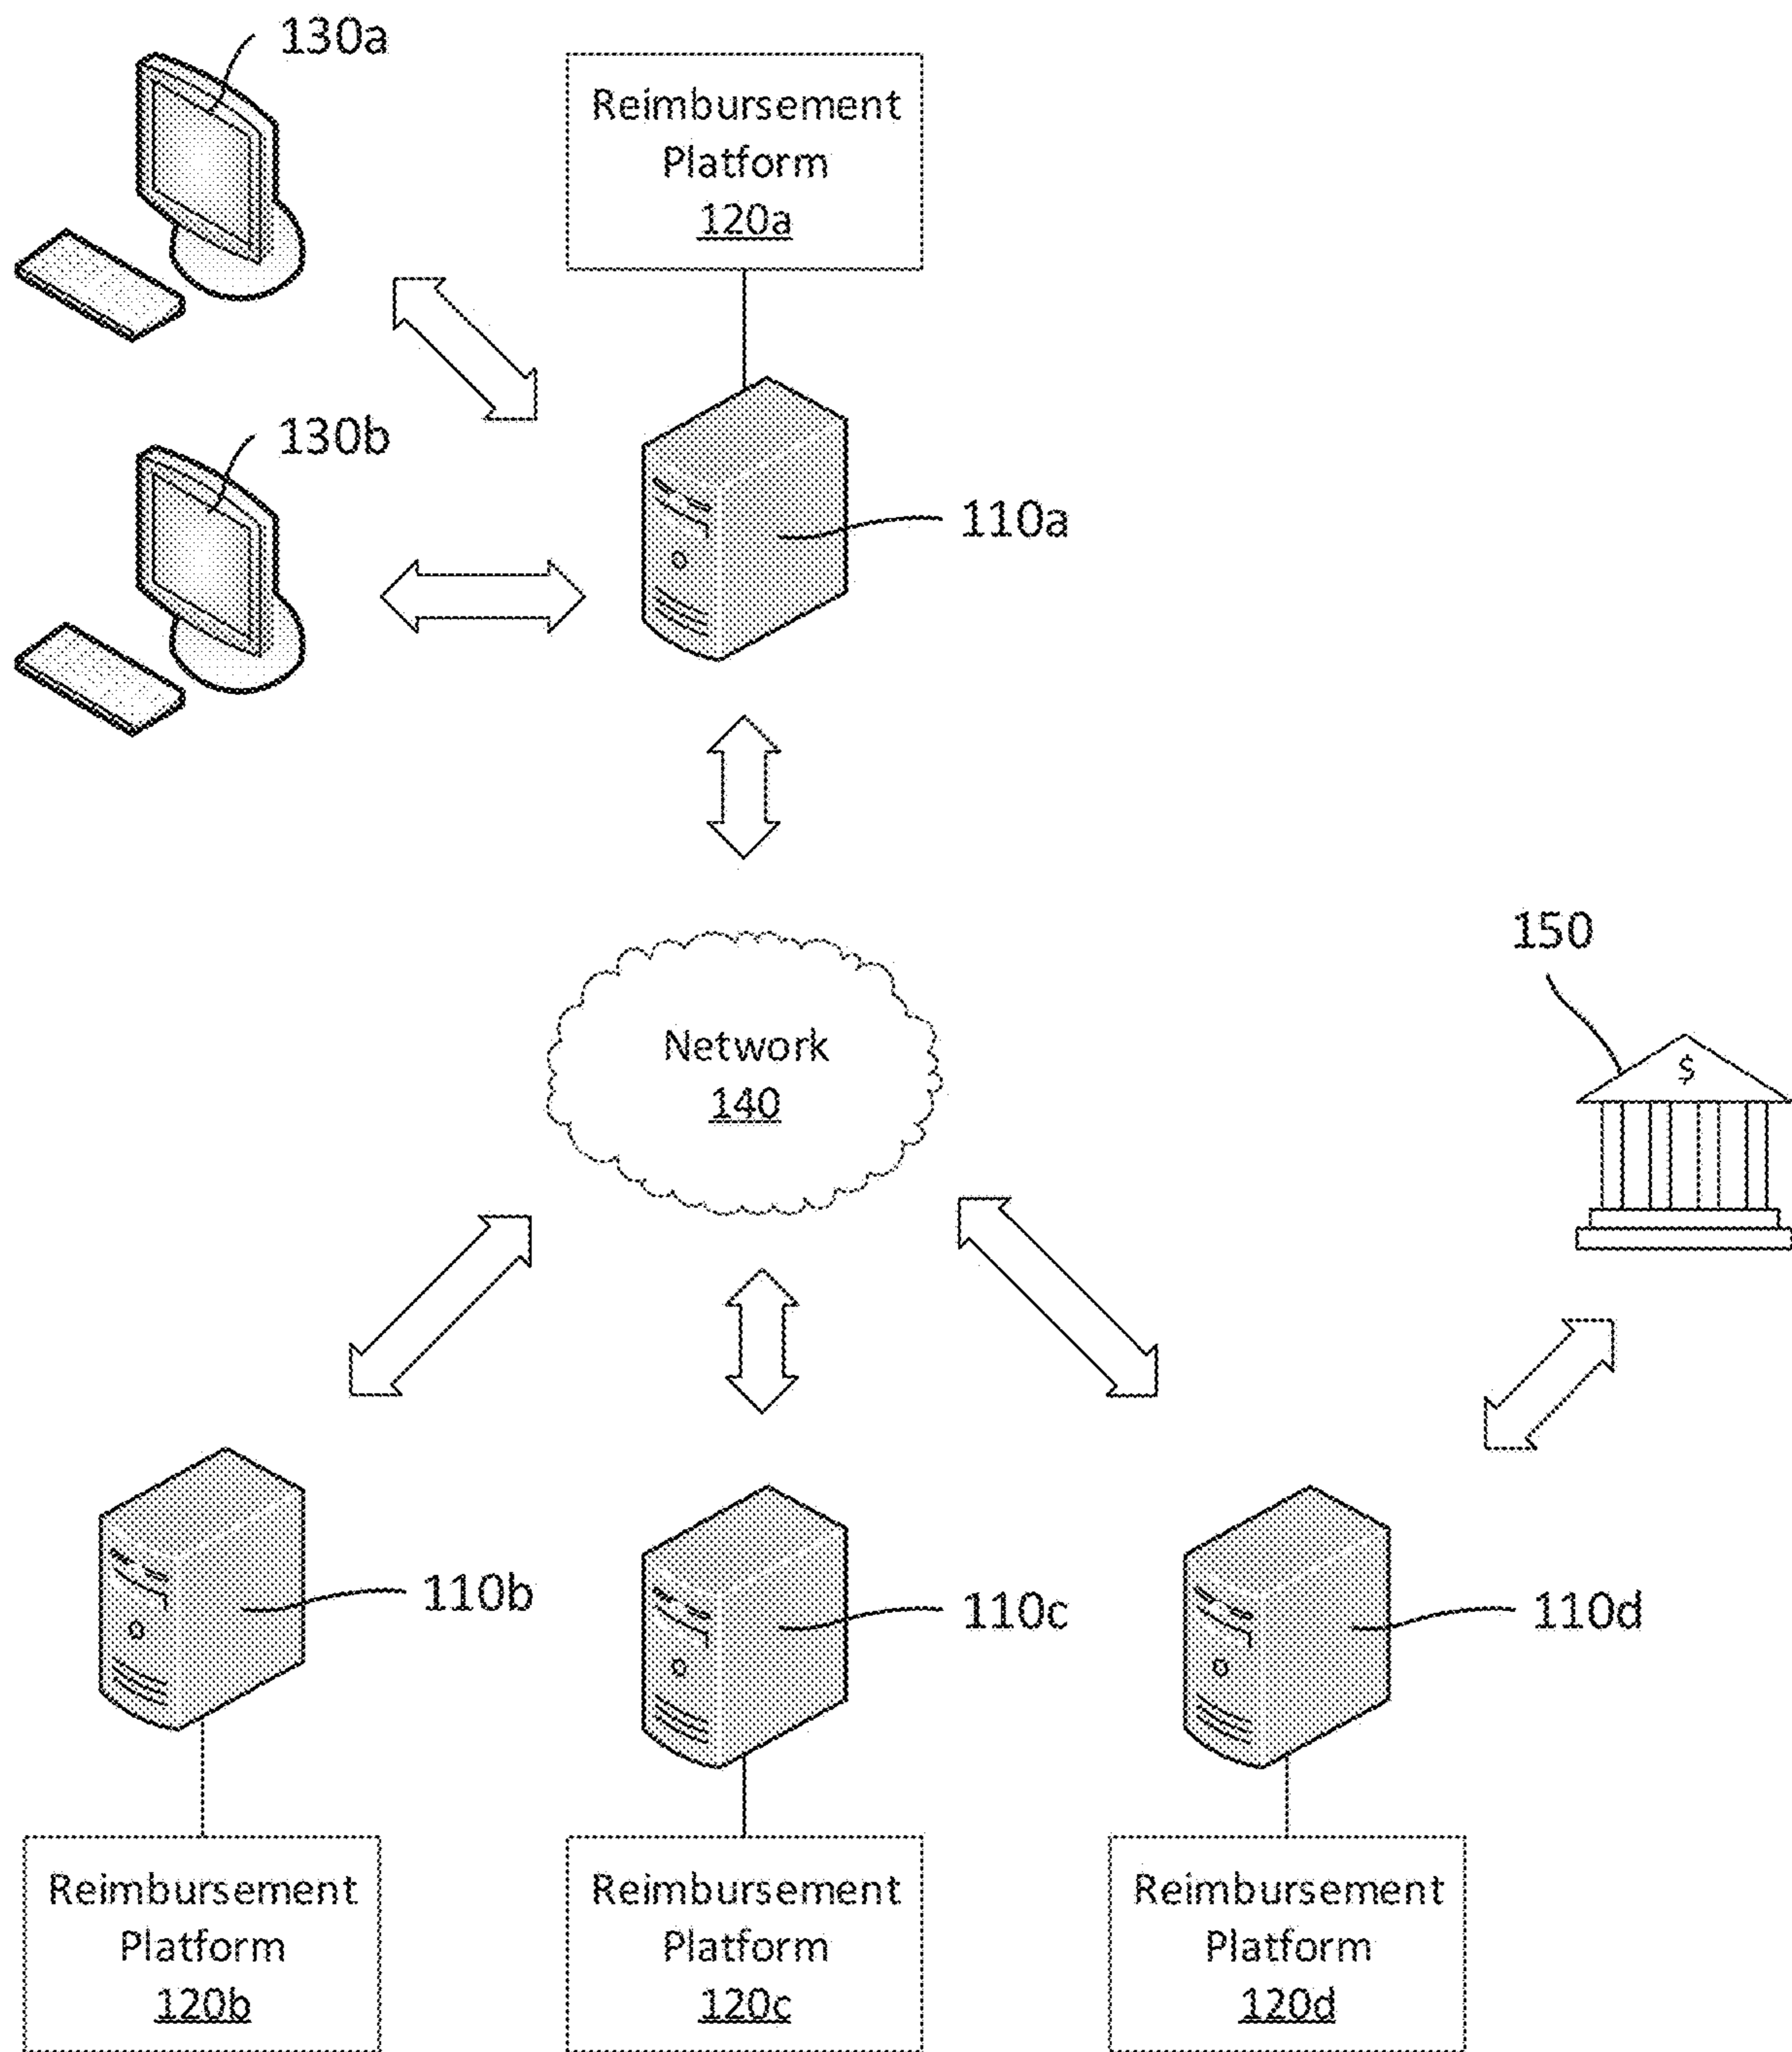 130a
Reimbursement
Platform
120a
130b
110a
150
$
Network
140
110b
110c
110d
Reimbursement
Platform
120b
Reimbursement
Platform
120c
Reimbursement
Platform
120d